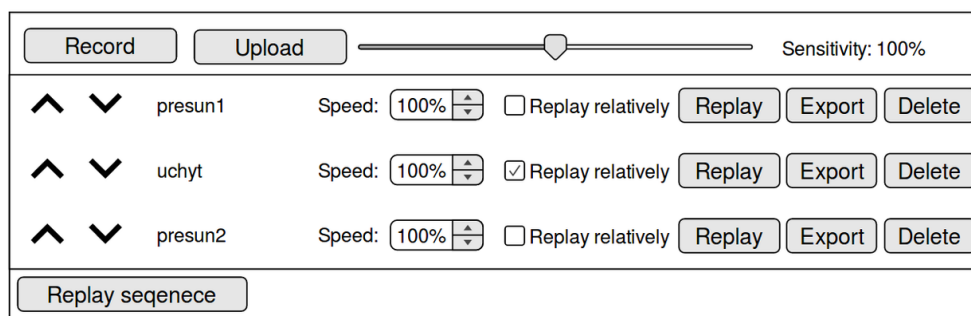 Record Upload Sensitivity: 100%
presun1 Speed: 100% Replay relatively Replay Export Delete
uchyt Speed: 100% Replay relatively Replay Export Delete
presun2 Speed: 100% Replay relatively Replay Export Delete
Replay seqenece